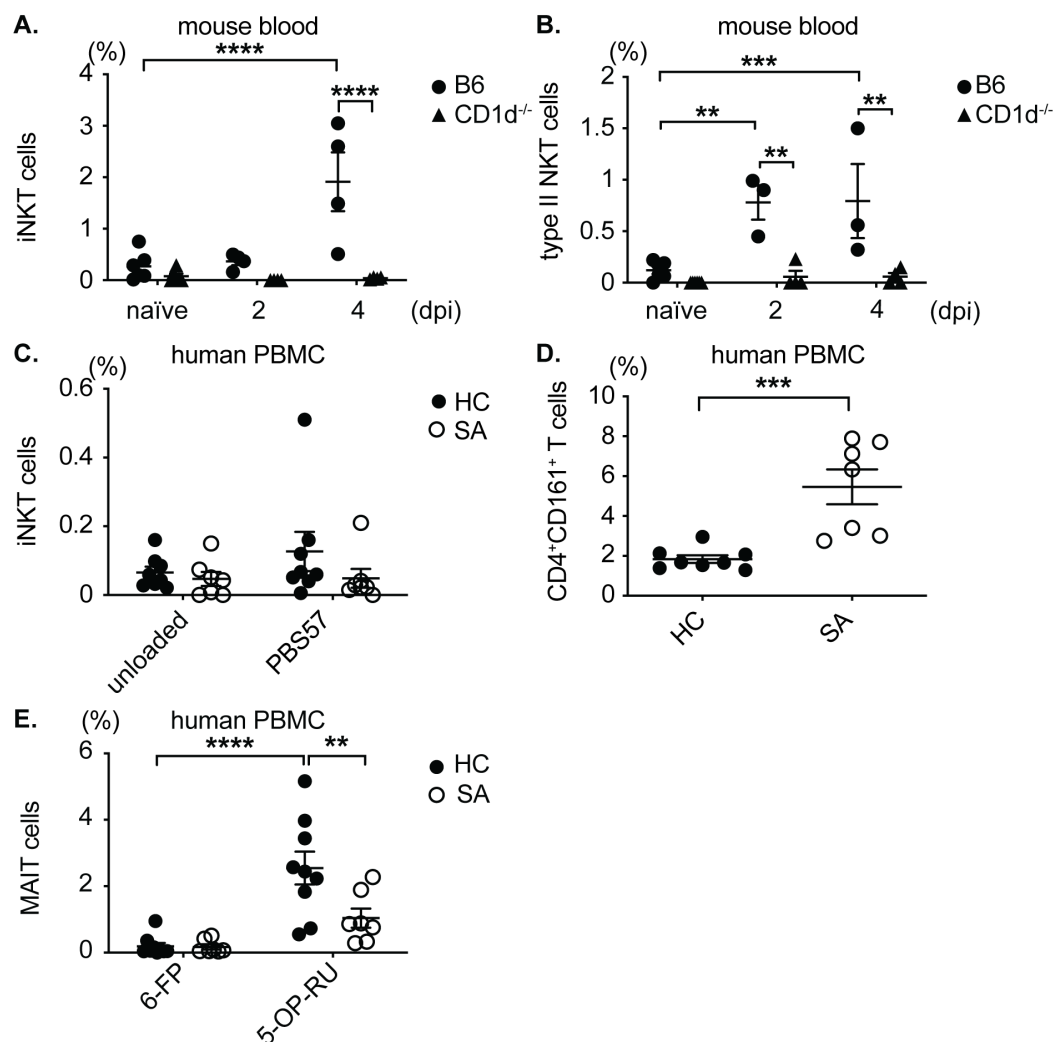 A.
mouse blood
(%)
****
****
4
3
2
1
0
iNKT cells
naïve
2
4
(dpi)
B6
CD1d-/-
B.
mouse blood
(%)
***
**
**
**
2
1.5
1
0.5
0
type II NKT cells
naïve
2
4
(dpi)
B6
CD1d-/-
C.
human PBMC
(%)
0.6
0.4
0.2
0
iNKT cells
unloaded
PBS57
HC
SA
D.
human PBMC
(%)
***
10
8
6
4
2
0
CD4+CD161+ T cells
HC
SA
E.
human PBMC
(%)
****
**
6
4
2
0
MAIT cells
6-FP
5-OP-RU
HC
SA